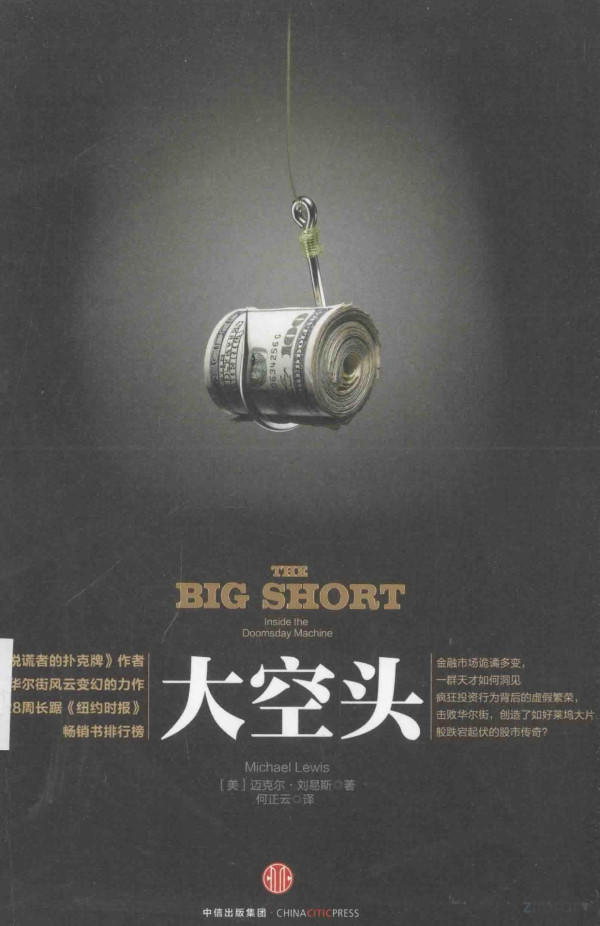 THE
BIG SHORT
Inside the
Doomsday Machine
说谎者的扑克牌》作者
华尔街风云变幻的力作
28周长踞《纽约时报》
畅销书排行榜
大空头
金融市场诡谲多变，
一群天才如何洞见
疯狂投资行为背后的虚假繁荣，
击败华尔街，创造了如好莱坞大片
般跌宕起伏的股市传奇？
Michael Lewis
［美］迈克尔·刘易斯◎著
何正云◎译
中信出版集团·CHINACITICPRESS
100